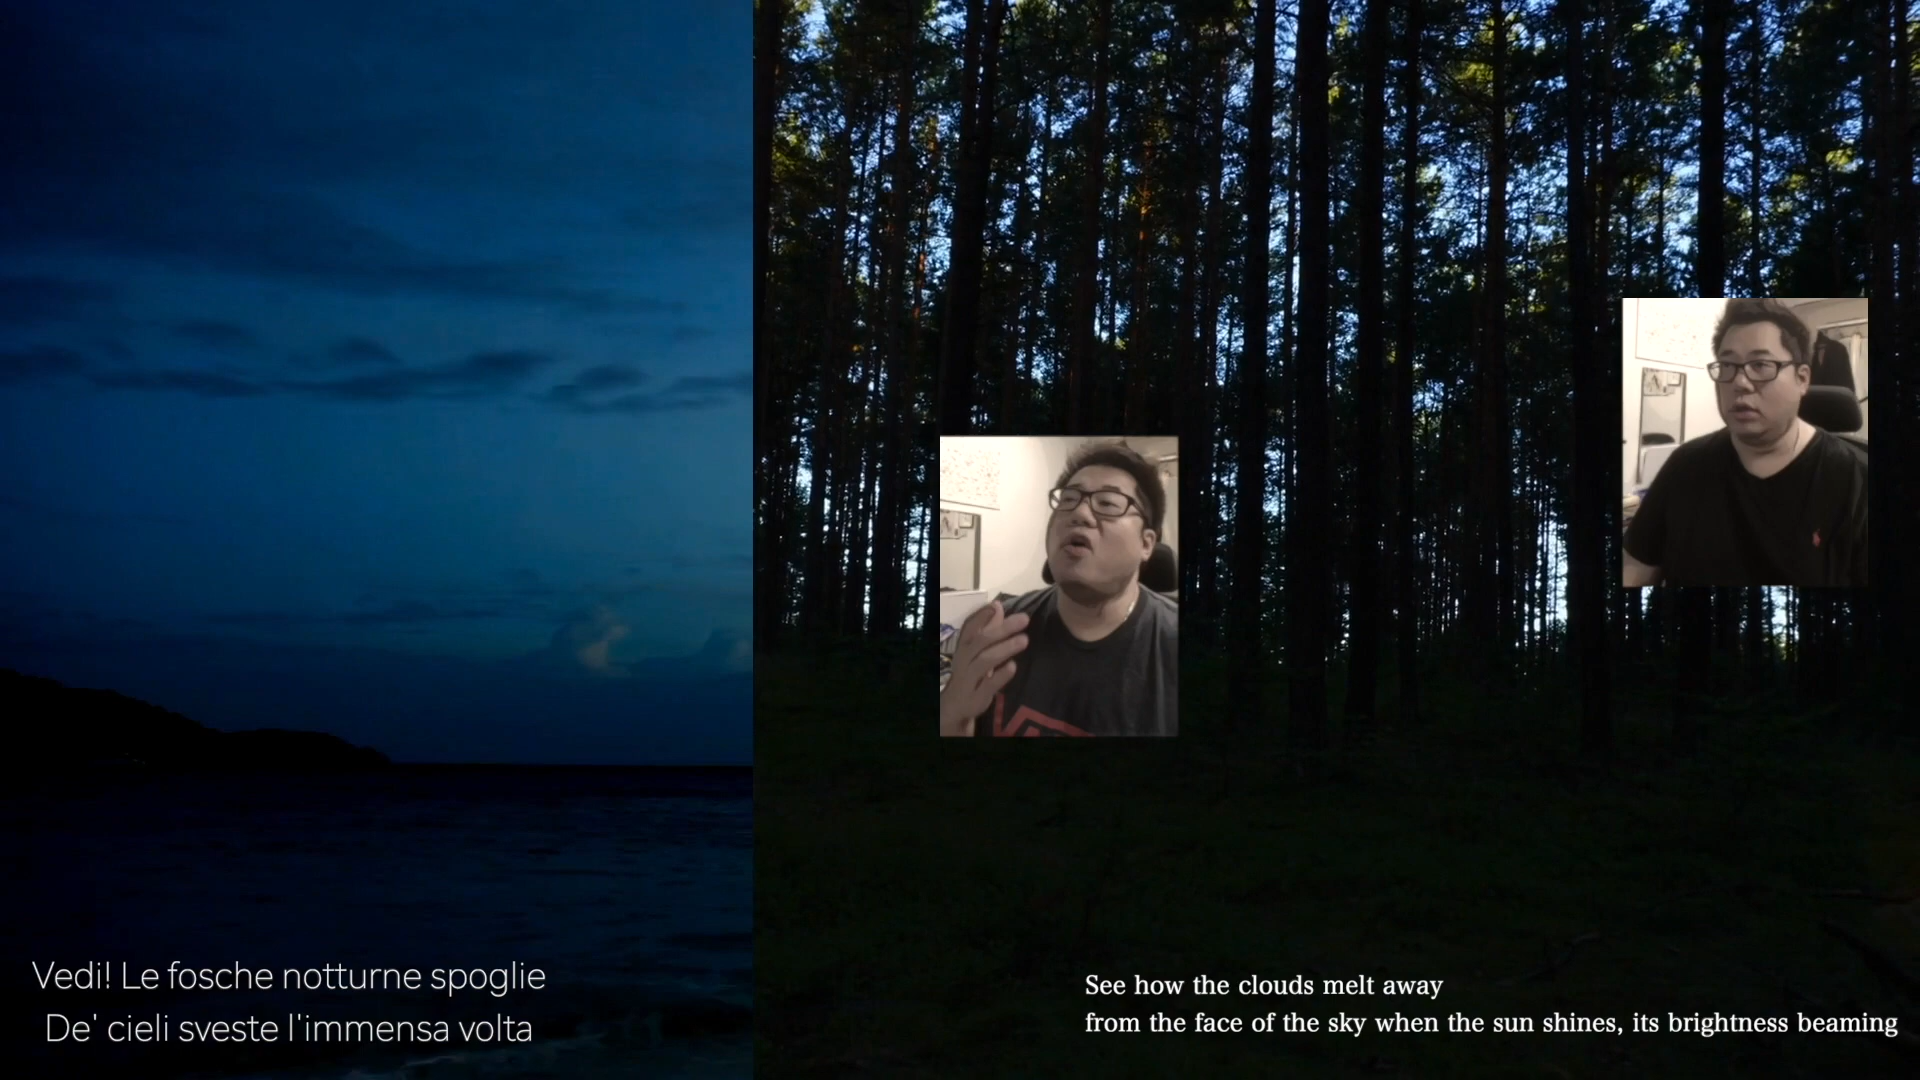 Vedi! Le fosche notturne spoglie
De' cieli sveste l'immensa volta
See how the clouds melt away
from the face of the sky when the sun shines, its brightness beaming